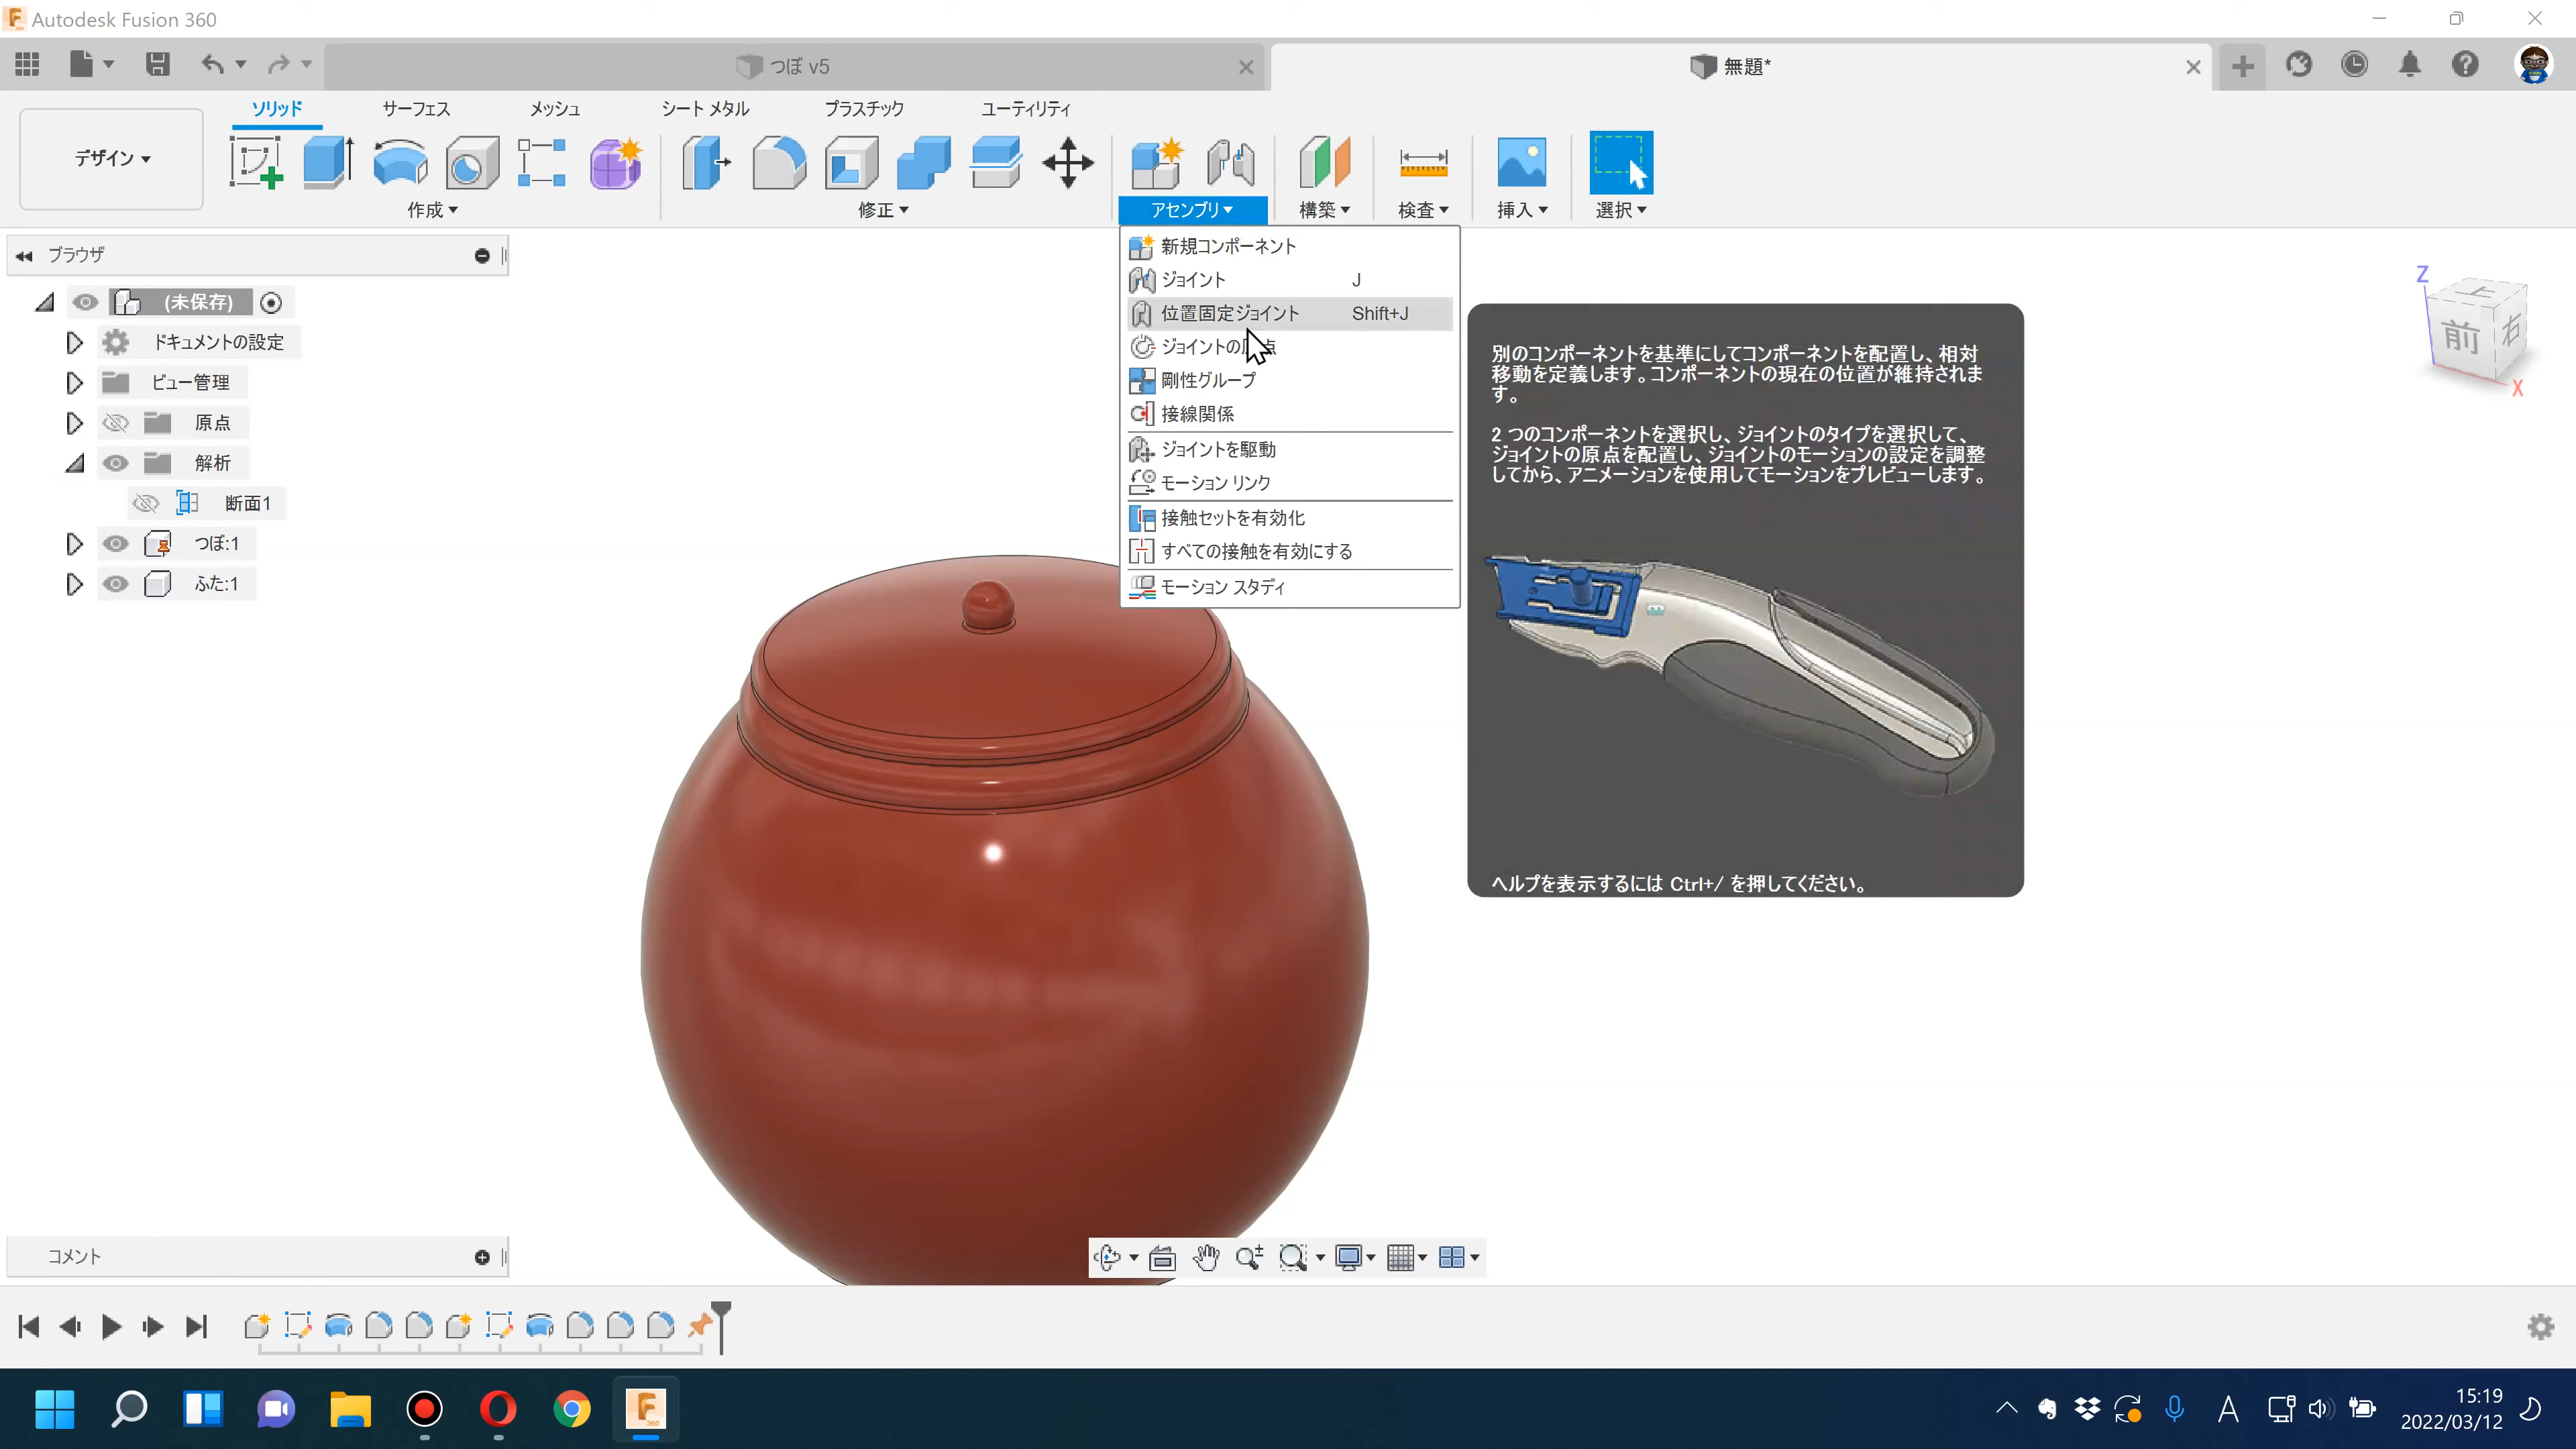 Autodesk Fusion 360
つぼ v5
無題*
ソリッド
サーフェス
メッシュ
シート メタル
プラスチック
ユーティリティ
デザイン
作成
修正
アセンブリ
構築
検査
挿入
選択
ブラウザ
(未保存)
ドキュメントの設定
ビュー管理
原点
解析
断面1
つぼ:1
ふた:1
新規コンポーネント
ジョイント J
位置固定ジョイント Shift+J
ジョイントの原点
剛性グループ
接線関係
ジョイントを駆動
モーション リンク
接触セットを有効化
すべての接触を有効にする
モーション スタディ
別のコンポーネントを基準にしてコンポーネントを配置し、相対
移動を定義します。コンポーネントの現在の位置が維持されま
す。
2 つのコンポーネントを選択し、ジョイントのタイプを選択して、
ジョイントの原点を配置し、ジョイントのモーションの設定を調整
してから、アニメーションを使用してモーションをプレビューします。
ヘルプを表示するには Ctrl+/ を押してください。
Z
上
前
右
X
コメント
360
A
15:19
2022/03/12